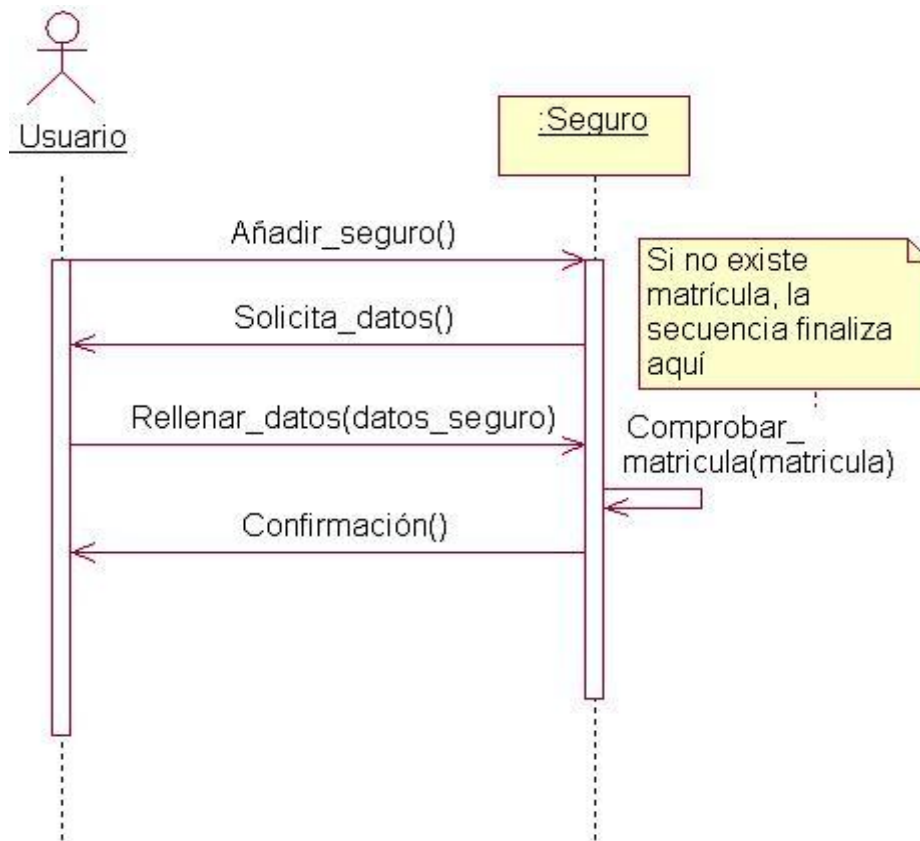 Usuario
:Seguro
Añadir_seguro()
Si no existe
matrícula, la
secuencia finaliza
aquí
Solicita_datos()
Rellenar_datos(datos_seguro)
Comprobar_
matricula(matricula)
Confirmación()